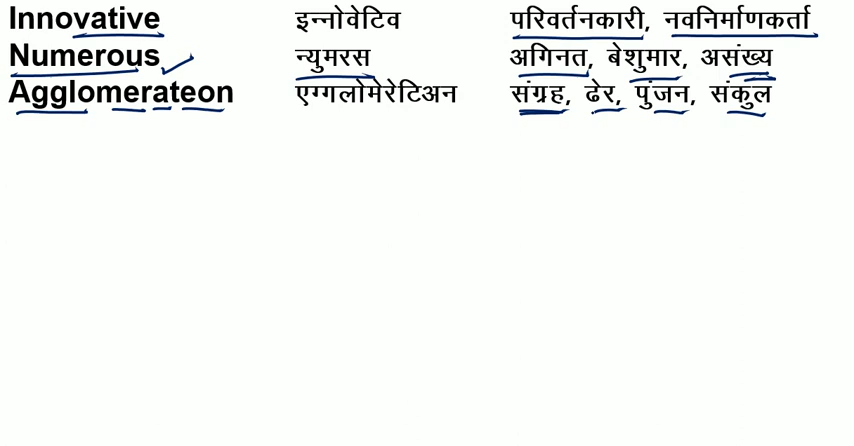 Innovative इन्नोवेटिव परिवर्तनकारी, नवनिर्माणकर्ता
Numerous न्युमरस अगिनत, बेशुमार, असंख्य
Agglomerateon एग्गलोमेरेटिअन संग्रह, ढेर, पुंजन, संकुल